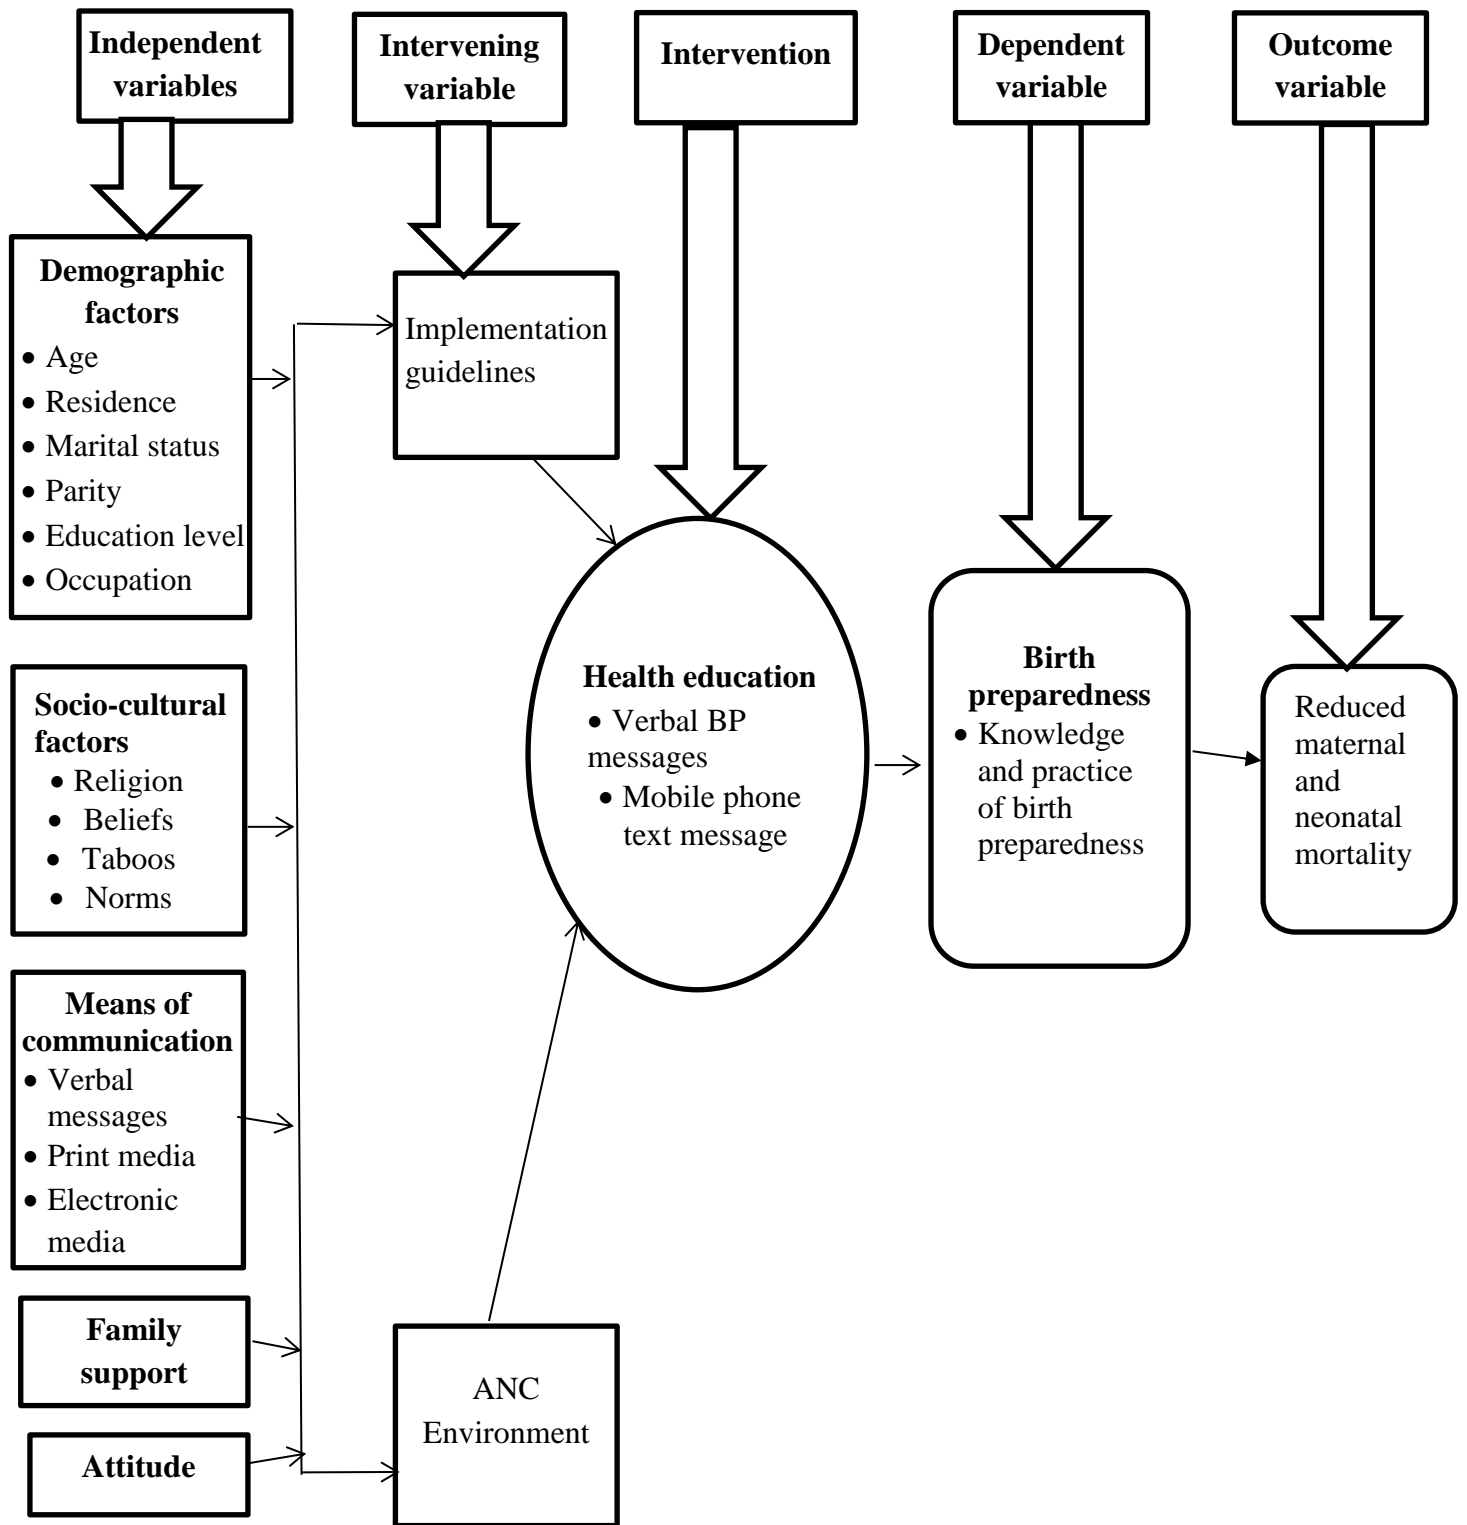 Independent
variables
Intervening
variable
Intervention
Dependent
variable
Outcome
variable
Demographic
factors
• Age
• Residence
• Marital status
• Parity
• Education level
• Occupation
Socio-cultural
factors
• Religion
• Beliefs
• Taboos
• Norms
Means of
communication
• Verbal
messages
• Print media
• Electronic
media
Family
support
Attitude
Implementation
guidelines
ANC
Environment
Health education
• Verbal BP
messages
• Mobile phone
text message
Birth
preparedness
• Knowledge
and practice
of birth
preparedness
Reduced
maternal
and
neonatal
mortality